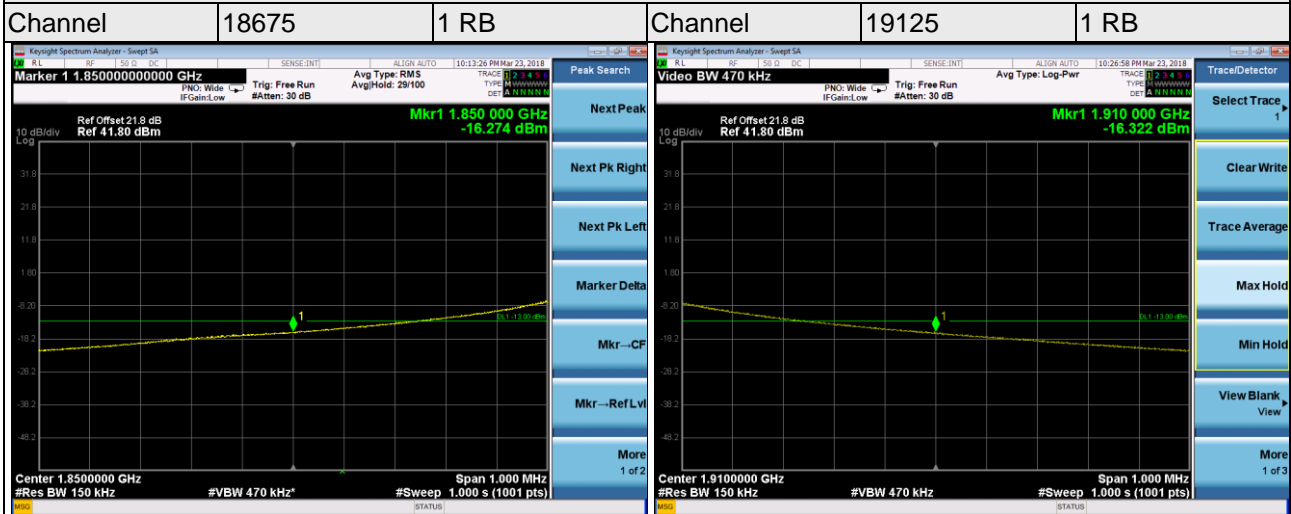 Channel 18675 1 RB Channel 19125 1 RB
Keysight Spectrum Analyzer - Swept SA
RL RF 50 Ω DC SENSE:INT ALIGN AUTO 10:13:26 PM Mar 23, 2018
Marker 1 1.850000000000 GHz
PNO: Wide Trig: Free Run
IFGain:Low #Atten: 30 dB
Avg Type: RMS
Avg|Hold: 29/100
TRACE 1 2 3 4 5 6
TYPE M WWWWW
DET A N N N N N
Peak Search
Ref Offset 21.8 dB
10 dB/div Ref 41.80 dBm
Log
Mkr1 1.850 000 GHz
-16.274 dBm
31.8
21.8
11.8
1.80
-8.20
-18.2
-28.2
-38.2
-48.2
1
DL1 -13.00 dBm
Center 1.8500000 GHz Span 1.000 MHz
#Res BW 150 kHz #VBW 470 kHz* #Sweep 1.000 s (1001 pts)
MSG STATUS
Next Peak
Next Pk Right
Next Pk Left
Marker Delta
Mkr→CF
Mkr→Ref Lvl
More
1 of 2
Keysight Spectrum Analyzer - Swept SA
RL RF 50 Ω DC SENSE:INT ALIGN AUTO 10:26:58 PM Mar 23, 2018
Video BW 470 kHz
PNO: Wide Trig: Free Run
IFGain:Low #Atten: 30 dB
Avg Type: Log-Pwr
TRACE 1 2 3 4 5 6
TYPE M WWWWW
DET A N N N N N
Trace/Detector
Ref Offset 21.8 dB
10 dB/div Ref 41.80 dBm
Log
Mkr1 1.910 000 GHz
-16.322 dBm
31.8
21.8
11.8
1.80
-8.20
-18.2
-28.2
-38.2
-48.2
1
DL1 -13.00 dBm
Center 1.9100000 GHz Span 1.000 MHz
#Res BW 150 kHz #VBW 470 kHz #Sweep 1.000 s (1001 pts)
MSG STATUS
Select Trace
1
Clear Write
Trace Average
Max Hold
Min Hold
View Blank
View
More
1 of 3